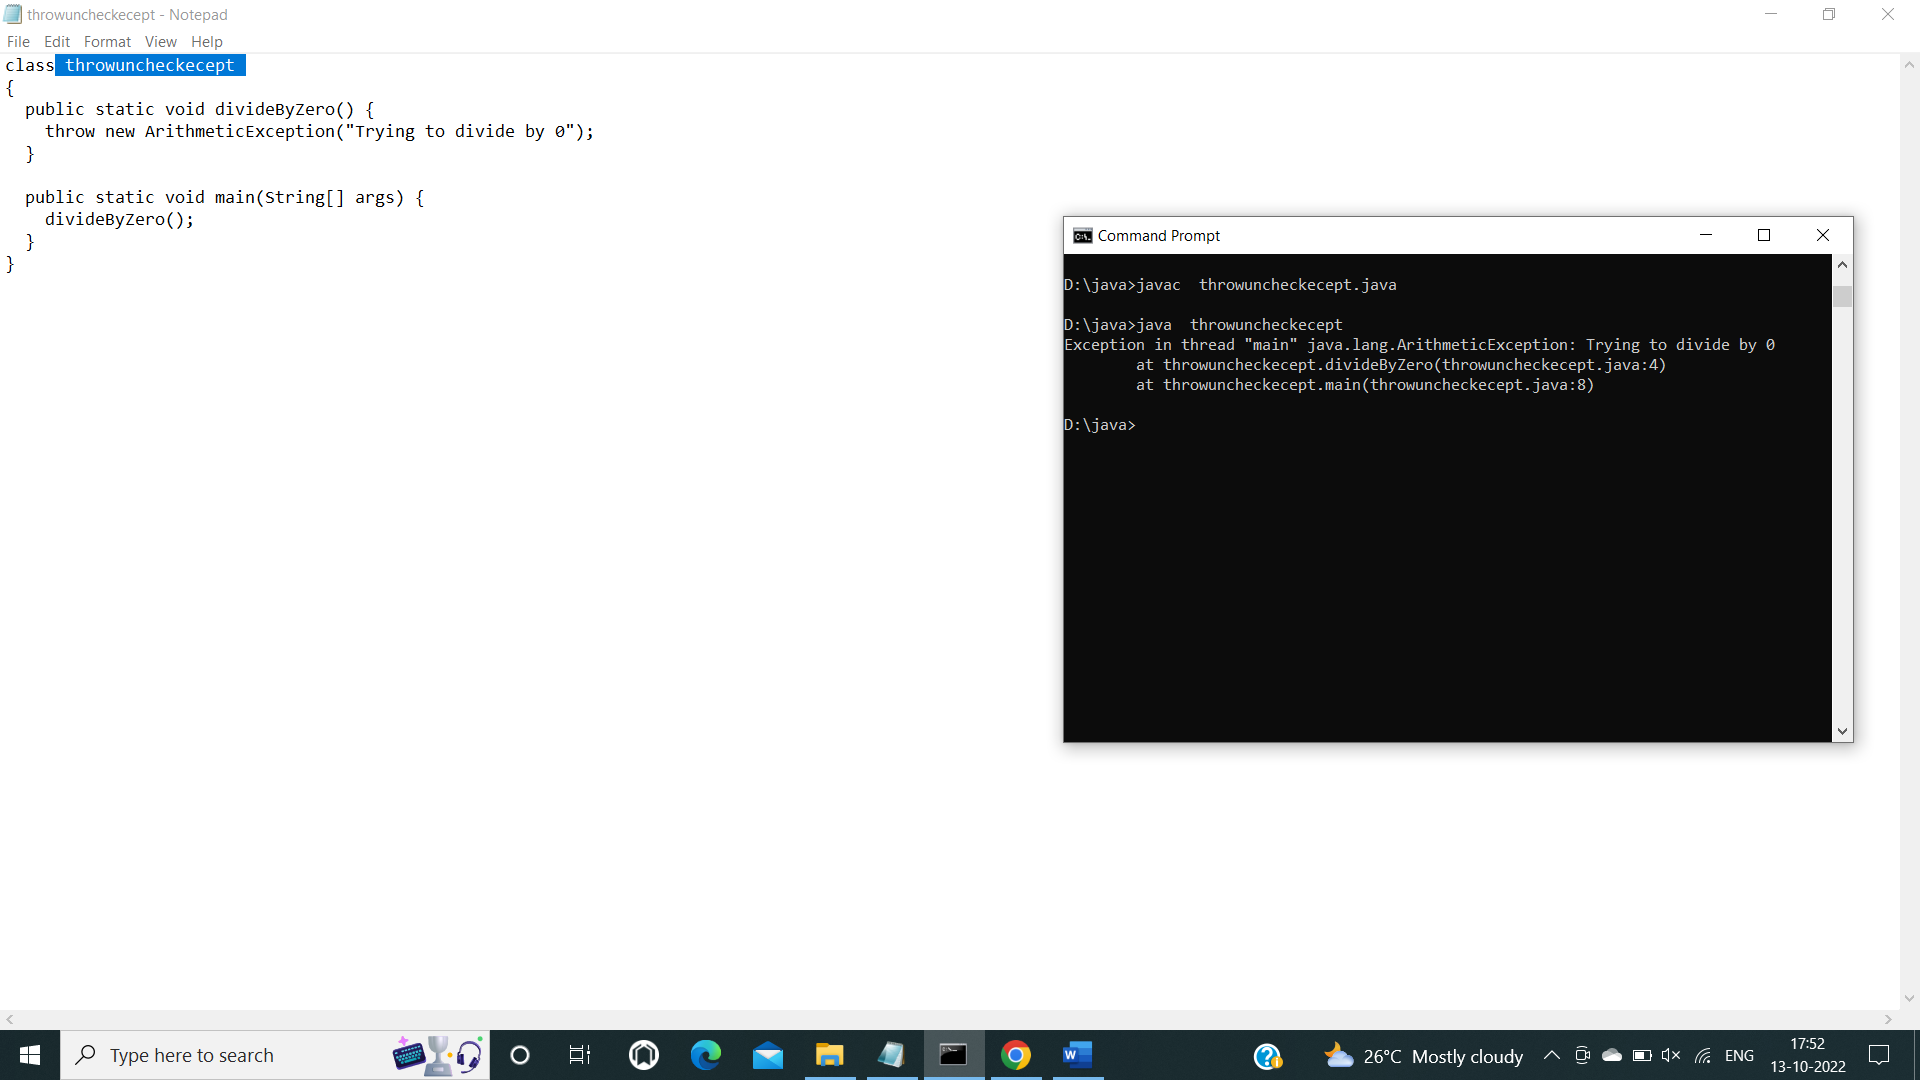 throwuncheckecept - Notepad
File Edit Format View Help
class throwuncheckecept
{
  public static void divideByZero() {
    throw new ArithmeticException("Trying to divide by 0");
  }

  public static void main(String[] args) {
    divideByZero();
  }
}
Command Prompt
D:\java>javac  throwuncheckecept.java

D:\java>java  throwuncheckecept
Exception in thread "main" java.lang.ArithmeticException: Trying to divide by 0
        at throwuncheckecept.divideByZero(throwuncheckecept.java:4)
        at throwuncheckecept.main(throwuncheckecept.java:8)

D:\java>
Type here to search
26°C Mostly cloudy
ENG
17:52
13-10-2022